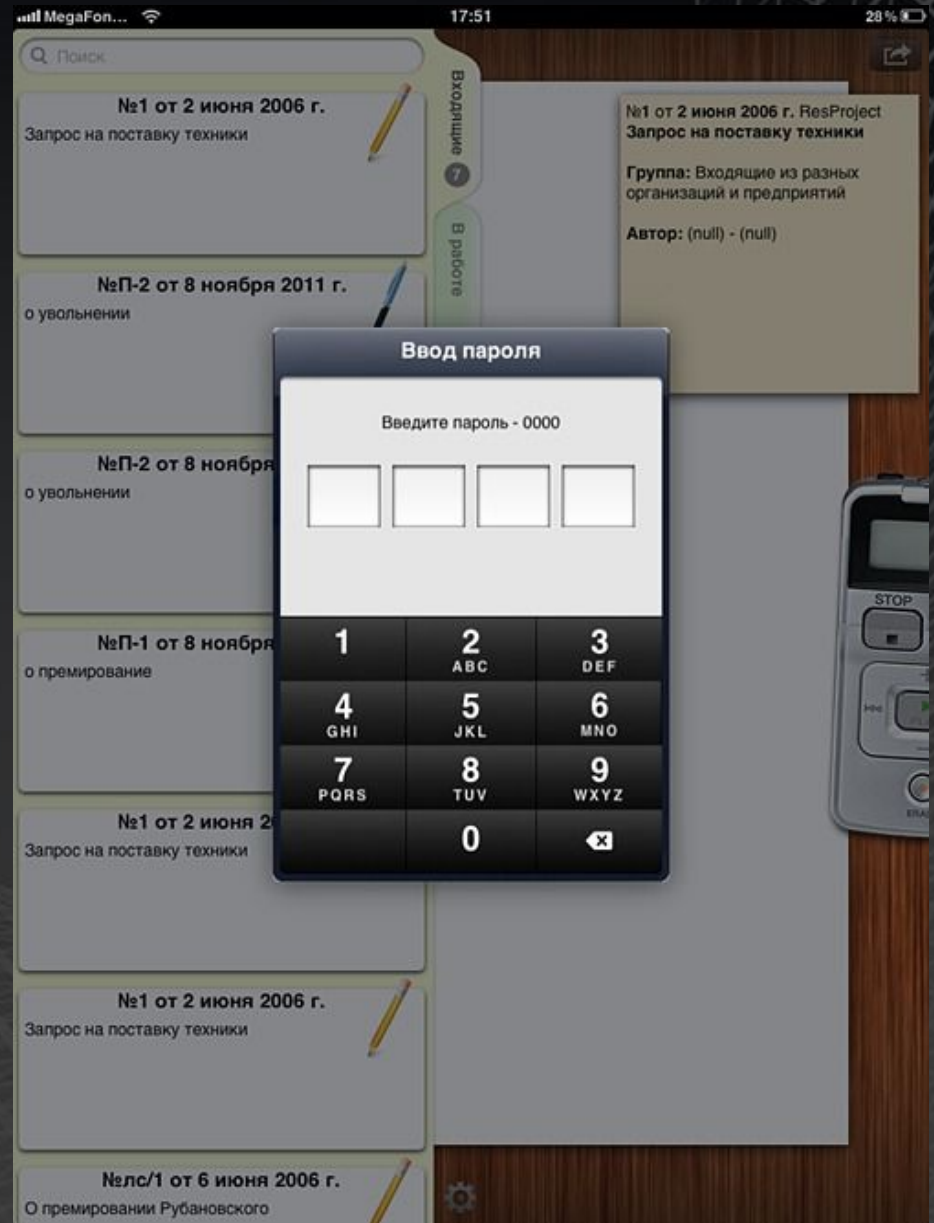 MegaFon... 17:51 28 %
Поиск
№1 от 2 июня 2006 г.
Запрос на поставку техники
№П-2 от 8 ноября 2011 г.
о увольнении
№П-2 от 8 ноября
о увольнении
№П-1 от 8 ноября
о премирование
№1 от 2 июня
Запрос на поставку техники
№1 от 2 июня 2006 г.
Запрос на поставку техники
№лс/1 от 6 июня 2006 г.
О премировании Рубановского
Входящие 7
В работе
№1 от 2 июня 2006 г. ResProject
Запрос на поставку техники
Группа: Входящие из разных
организаций и предприятий
Автор: (null) - (null)
Ввод пароля
Введите пароль - 0000
1 2 3
ABC DEF
4 5 6
GHI JKL MNO
7 8 9
PQRS TUV WXYZ
0
STOP